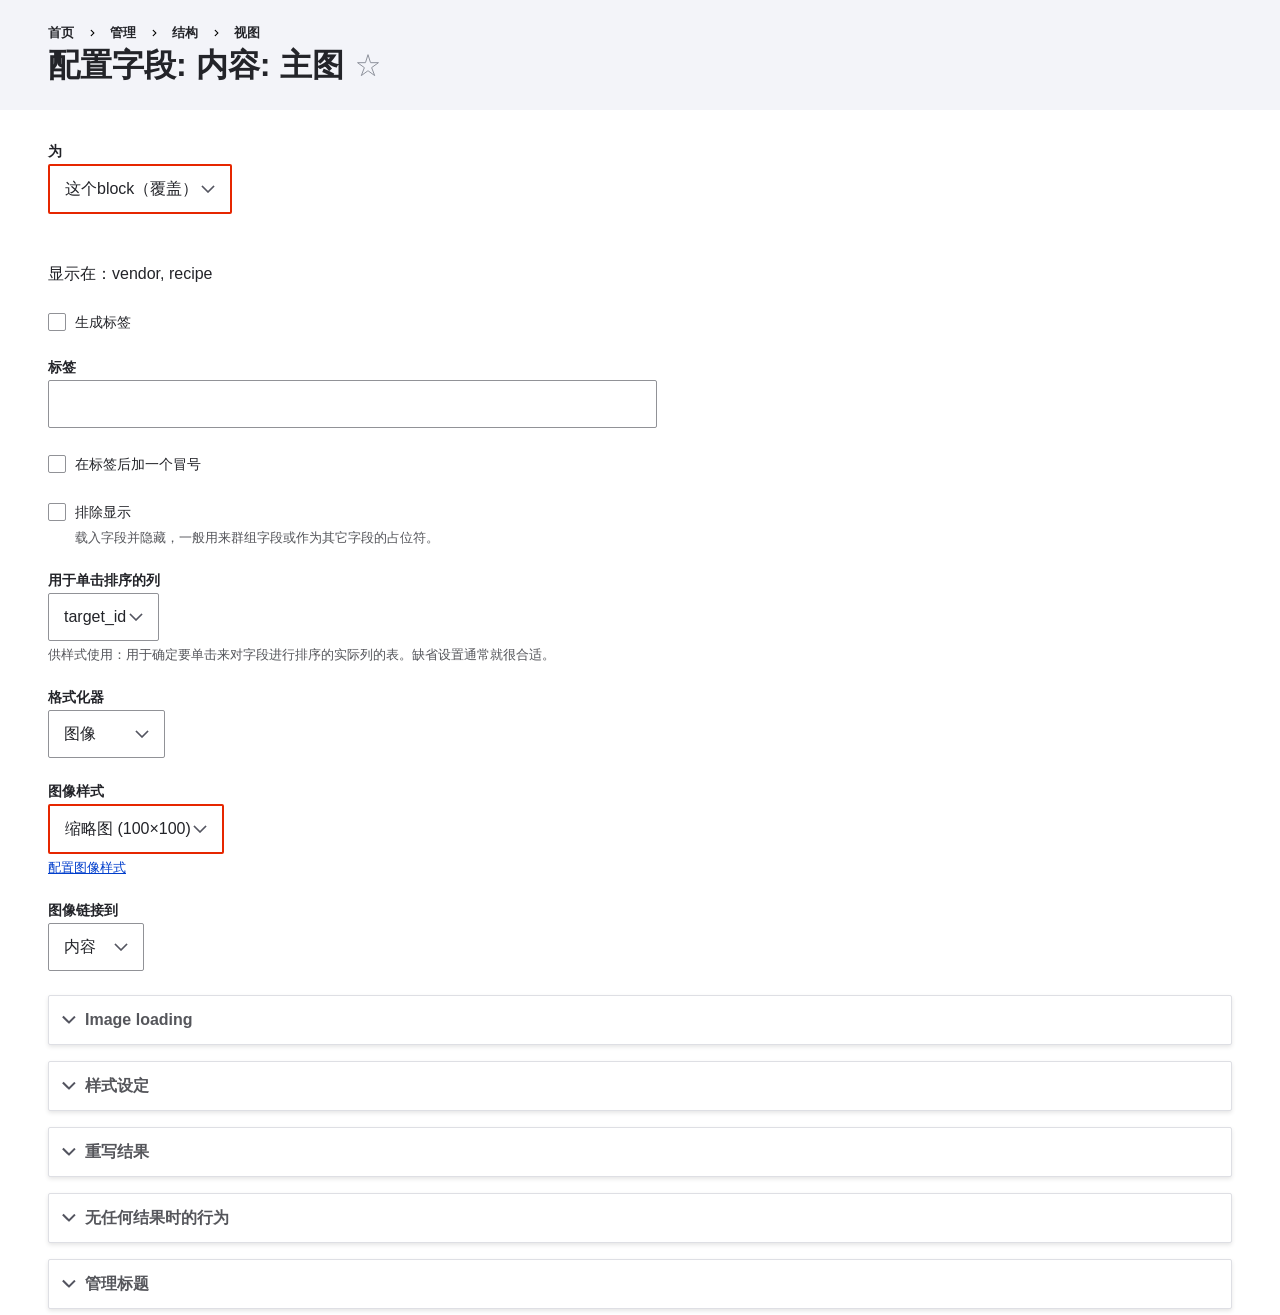 首页 › 管理 › 结构 › 视图
配置字段: 内容: 主图 ☆
为
这个block（覆盖）
显示在：vendor, recipe
生成标签
标签
在标签后加一个冒号
排除显示
载入字段并隐藏，一般用来群组字段或作为其它字段的占位符。
用于单击排序的列
target_id
供样式使用：用于确定要单击来对字段进行排序的实际列的表。缺省设置通常就很合适。
格式化器
图像
图像样式
缩略图 (100×100)
配置图像样式
图像链接到
内容
Image loading
样式设定
重写结果
无任何结果时的行为
管理标题